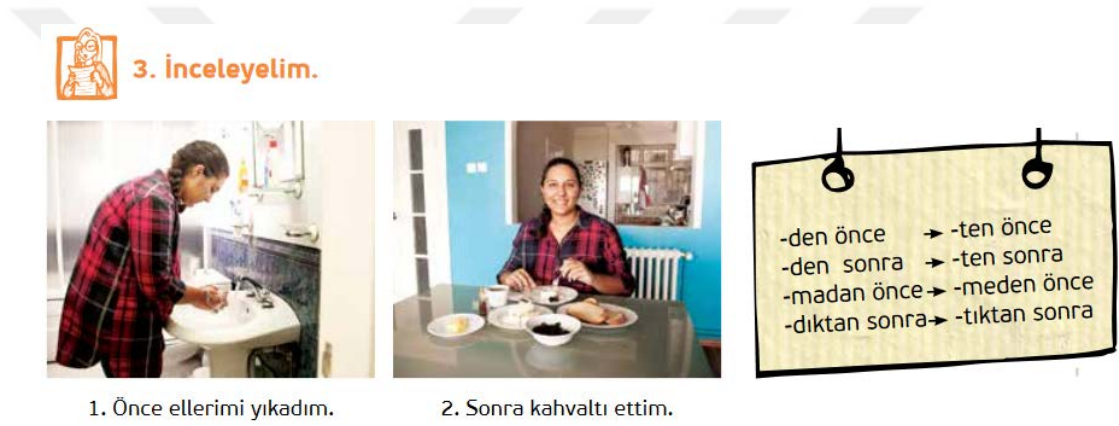 3. İnceleyelim.
-den önce → -ten önce
-den sonra → -ten sonra
-madan önce → -meden önce
-dıktan sonra → -tıktan sonra
1. Önce ellerimi yıkadım.
2. Sonra kahvaltı ettim.